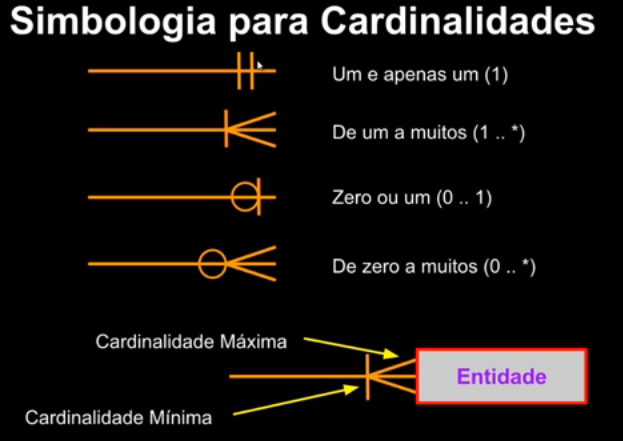 Simbologia para Cardinalidades
Um e apenas um (1)
De um a muitos (1 .. *)
Zero ou um (0 .. 1)
De zero a muitos (0 .. *)
Cardinalidade Máxima
Entidade
Cardinalidade Mínima